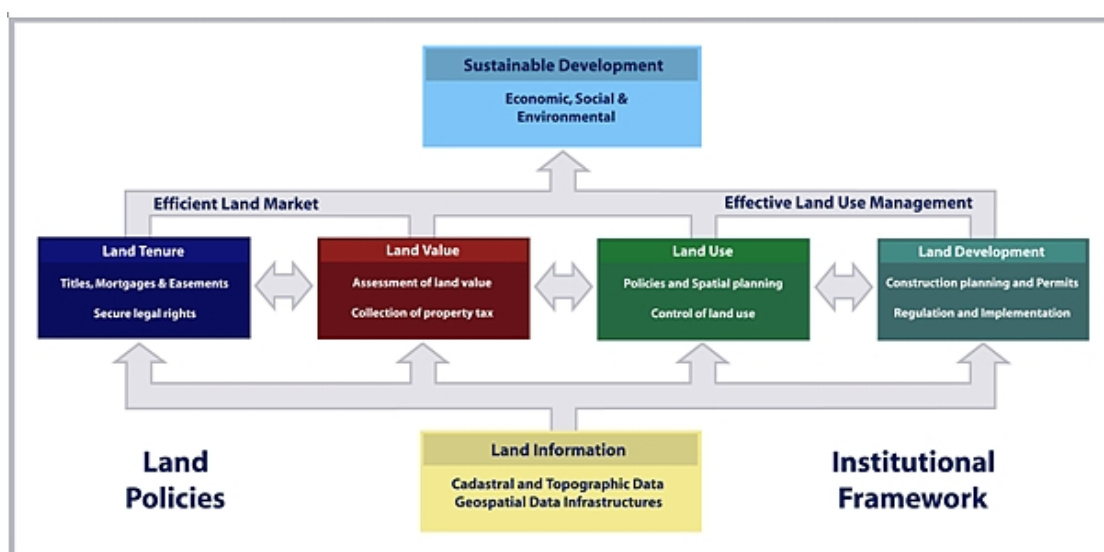 Sustainable Development
Economic, Social &
Environmental
Efficient Land Market
Effective Land Use Management
Land Tenure
Titles, Mortgages & Easements
Secure legal rights
Land Value
Assessment of land value
Collection of property tax
Land Use
Policies and Spatial planning
Control of land use
Land Development
Construction planning and Permits
Regulation and Implementation
Land
Policies
Land Information
Cadastral and Topographic Data
Geospatial Data Infrastructures
Institutional
Framework